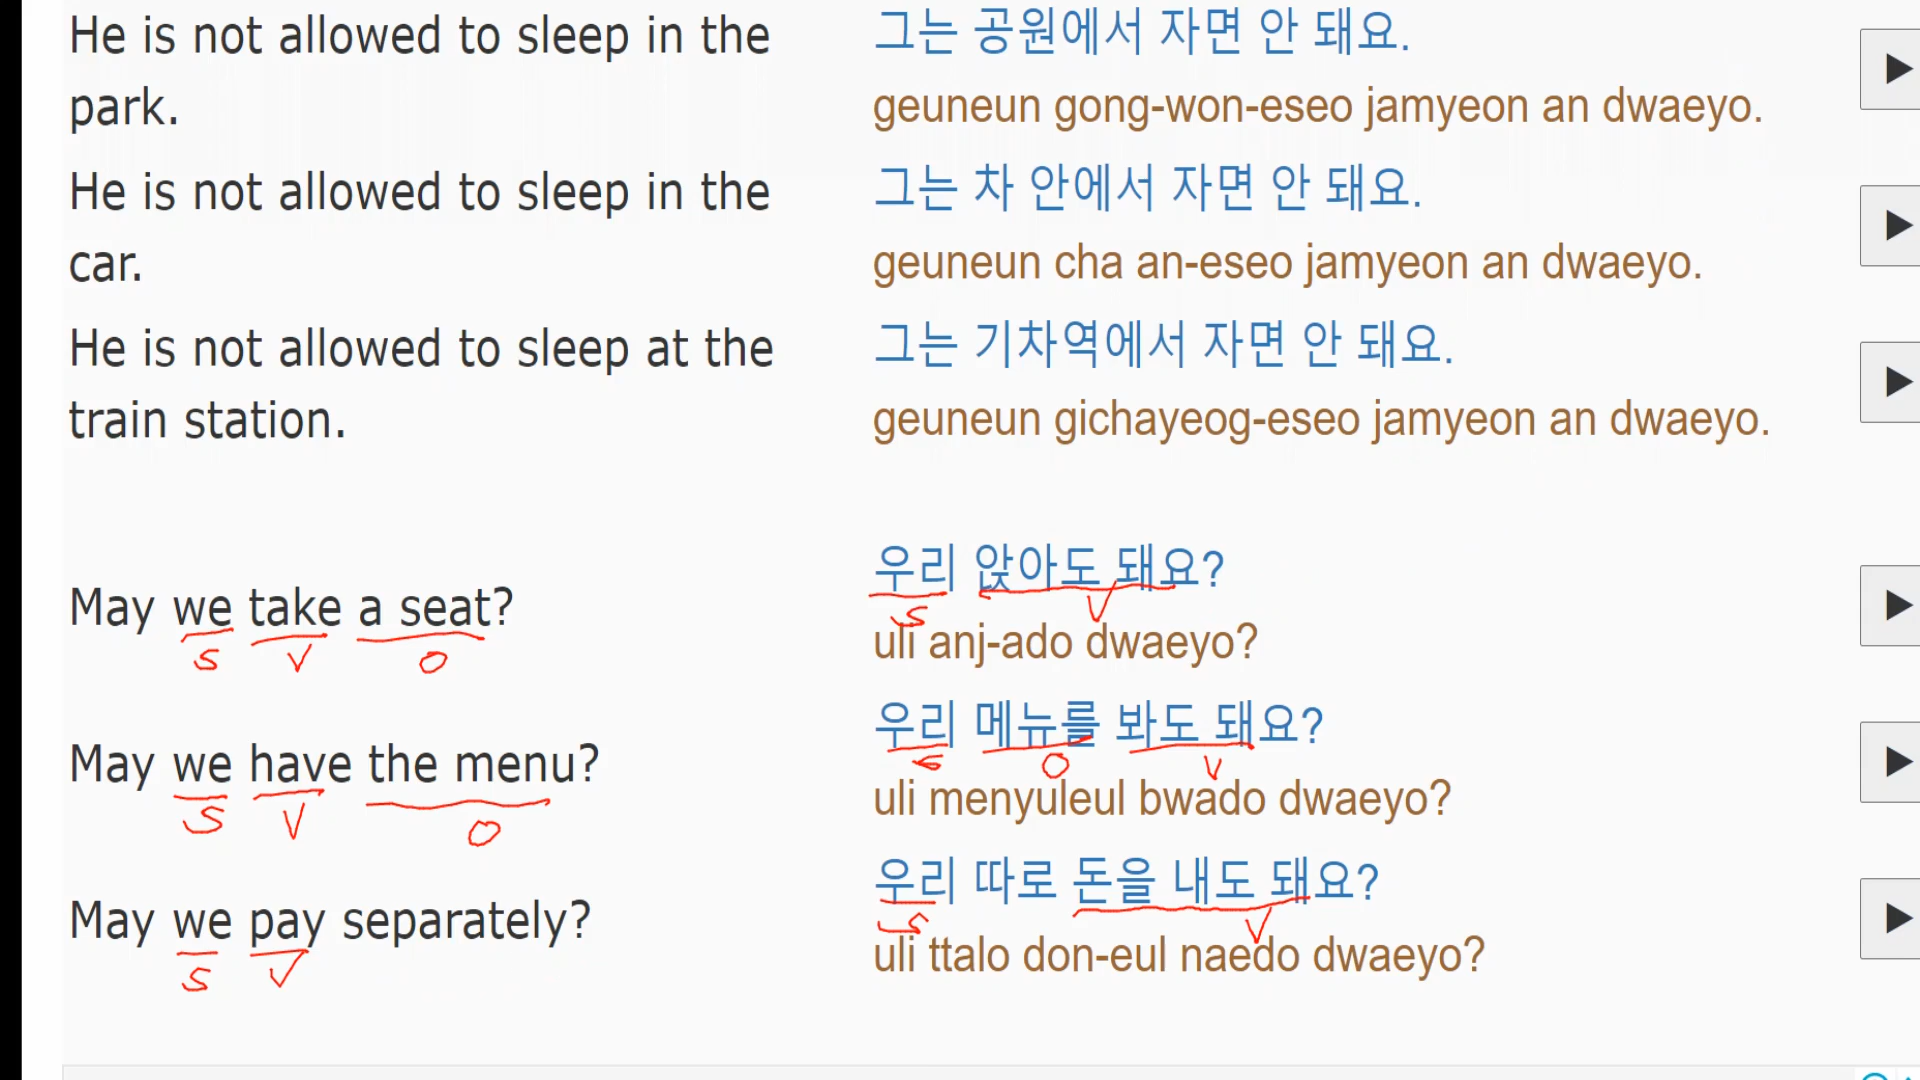 He is not allowed to sleep in the
park.
그는 공원에서 자면 안 돼요.
geuneun gong-won-eseo jamyeon an dwaeyo.
He is not allowed to sleep in the
car.
그는 차 안에서 자면 안 돼요.
geuneun cha an-eseo jamyeon an dwaeyo.
He is not allowed to sleep at the
train station.
그는 기차역에서 자면 안 돼요.
geuneun gichayeog-eseo jamyeon an dwaeyo.
May we take a seat?
S V O
우리 앉아도 돼요?
S V
uli anj-ado dwaeyo?
May we have the menu?
S V O
우리 메뉴를 봐도 돼요?
S O V
uli menyuleul bwado dwaeyo?
May we pay separately?
S V
우리 따로 돈을 내도 돼요?
S V
uli ttalo don-eul naedo dwaeyo?